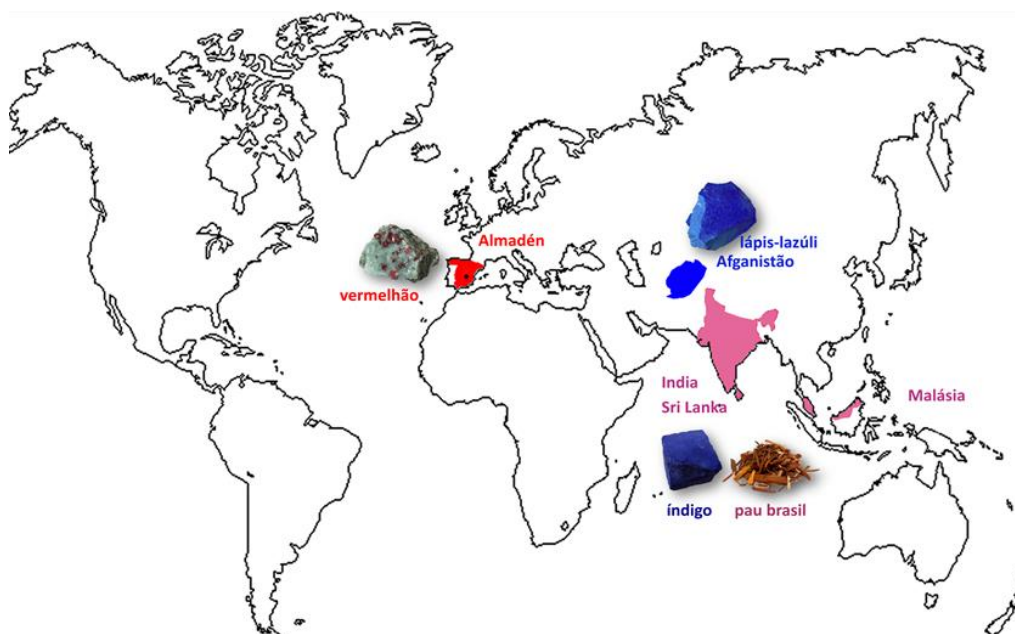 Almadén
vermelhão
lápis-lazúli
Afganistão
India
Sri Lanka
Malásia
índigo
pau brasil